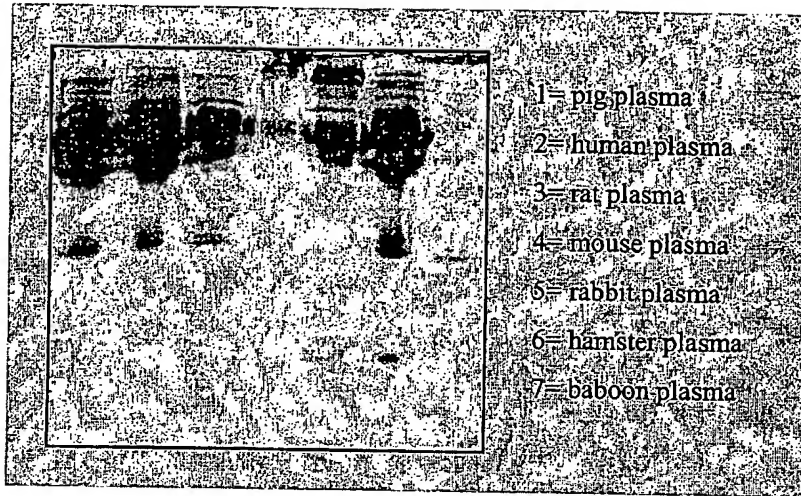 1= pig plasma
2= human plasma
3= rat plasma
4= mouse plasma
5= rabbit plasma
6= hamster plasma
7= baboon plasma